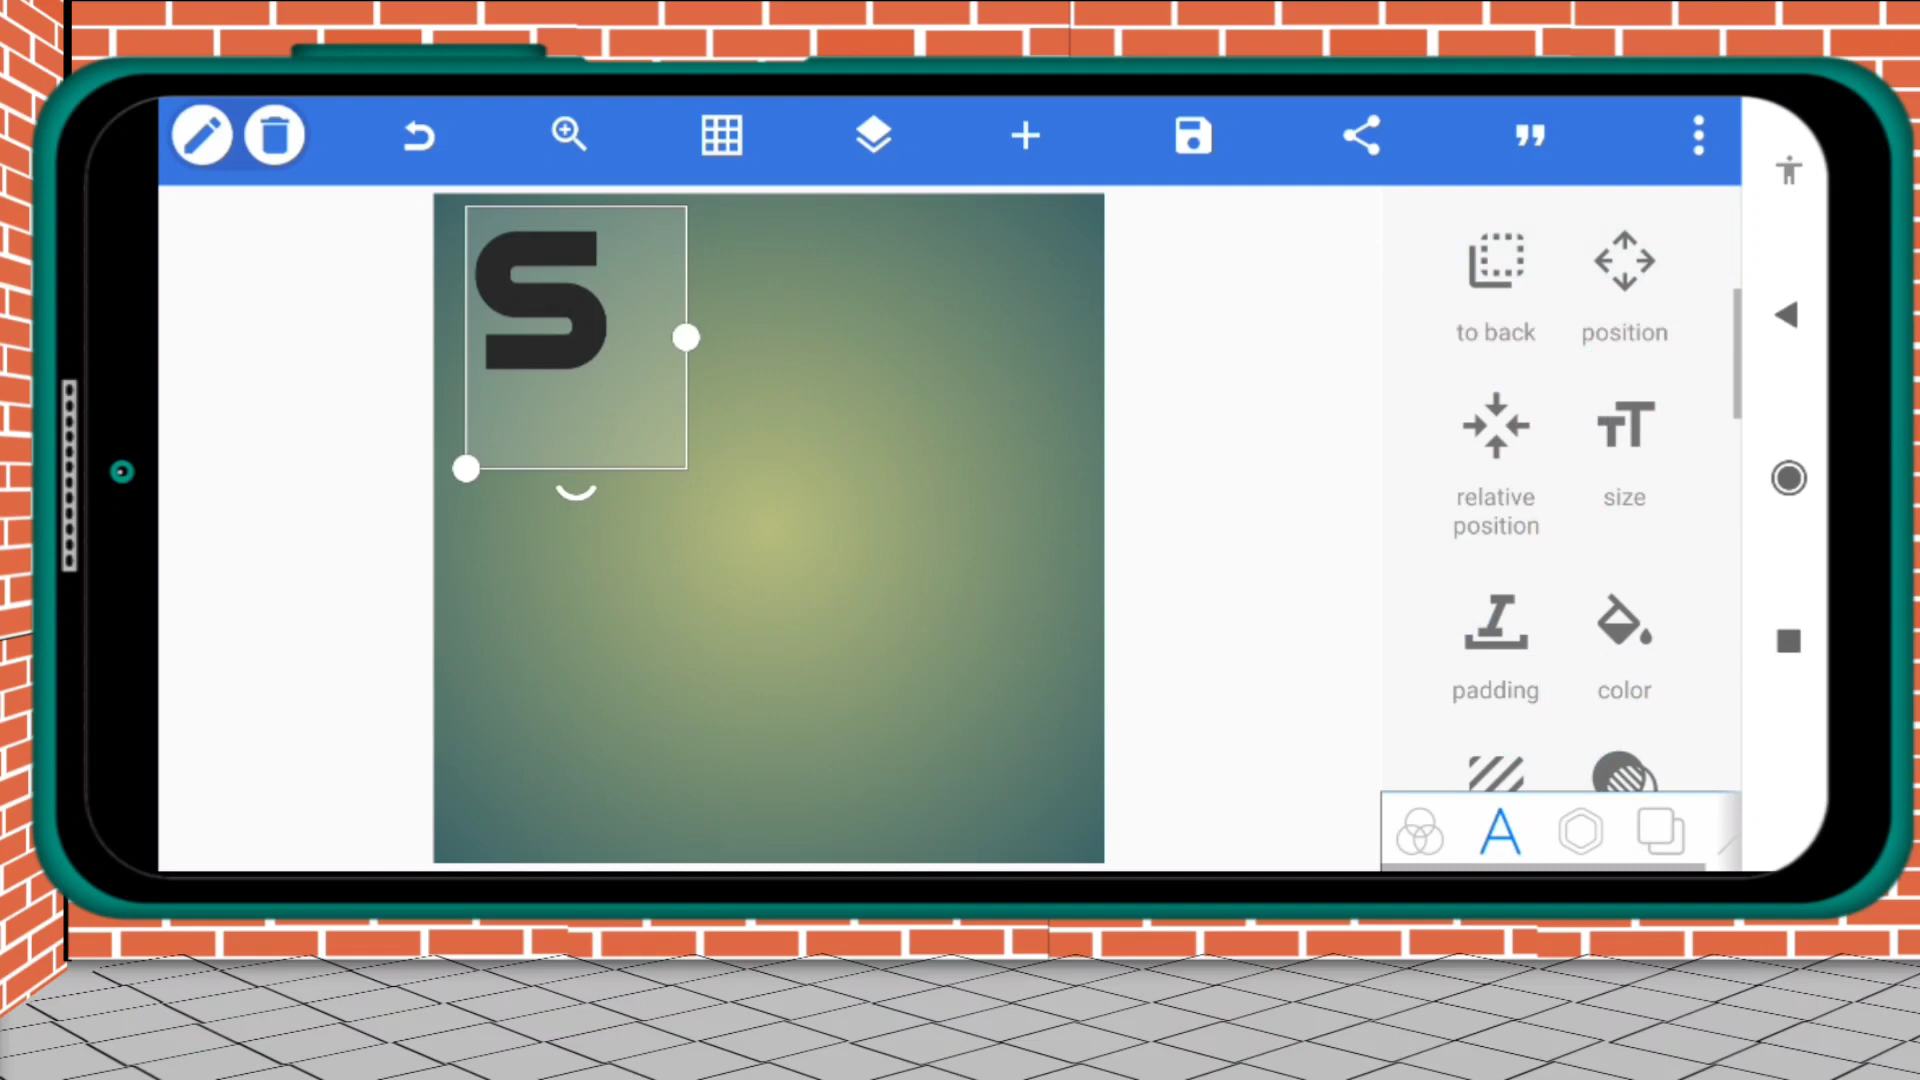 S
to back
position
relative
position
size
padding
color